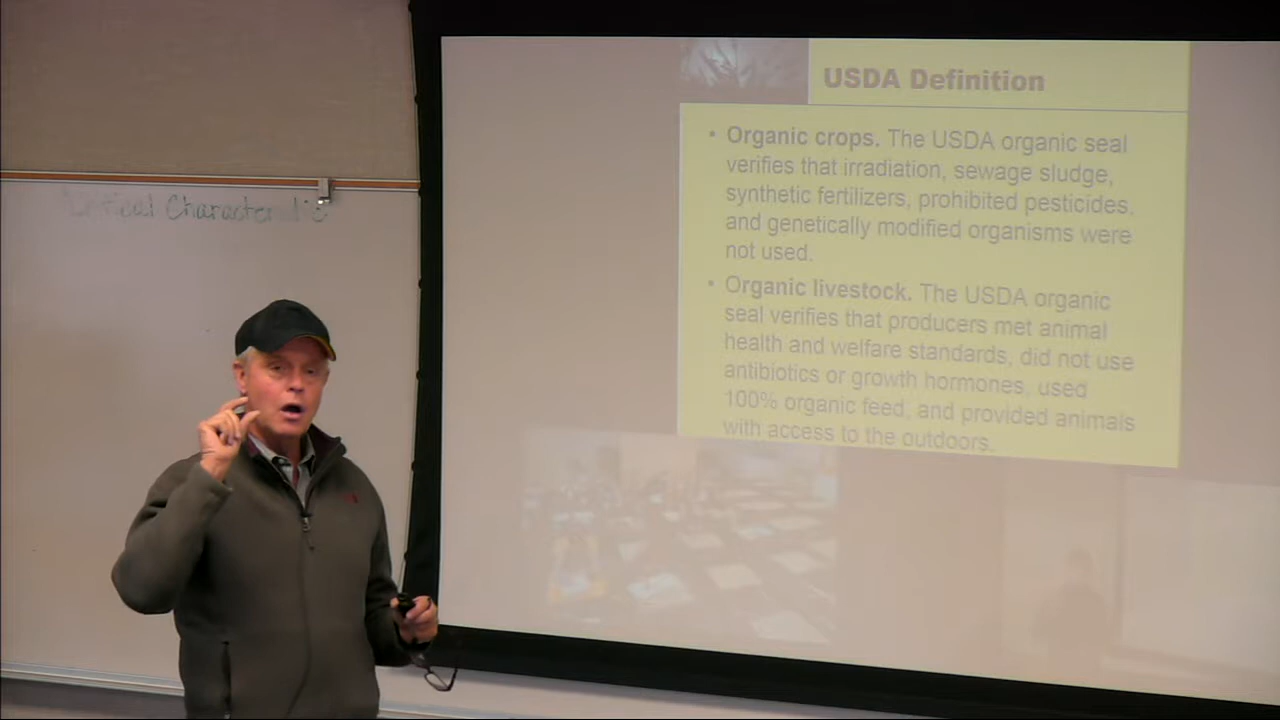 Critical Character
USDA Definition
• Organic crops. The USDA organic seal
verifies that irradiation, sewage sludge,
synthetic fertilizers, prohibited pesticides,
and genetically modified organisms were
not used.
• Organic livestock. The USDA organic
seal verifies that producers met animal
health and welfare standards, did not use
antibiotics or growth hormones, used
100% organic feed, and provided animals
with access to the outdoors.